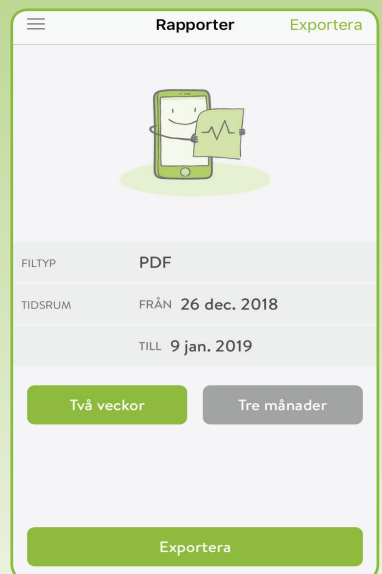 Rapporter Exportera
FILTYP PDF
TIDSRUM FRÅN 26 dec. 2018
TILL 9 jan. 2019
Två veckor Tre månader
Exportera